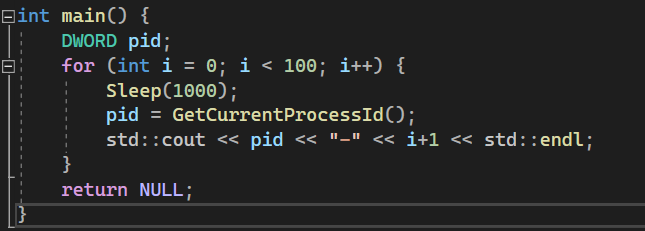 int main() {
    DWORD pid;
    for (int i = 0; i < 100; i++) {
        Sleep(1000);
        pid = GetCurrentProcessId();
        std::cout << pid << "-" << i+1 << std::endl;
    }
    return NULL;
}